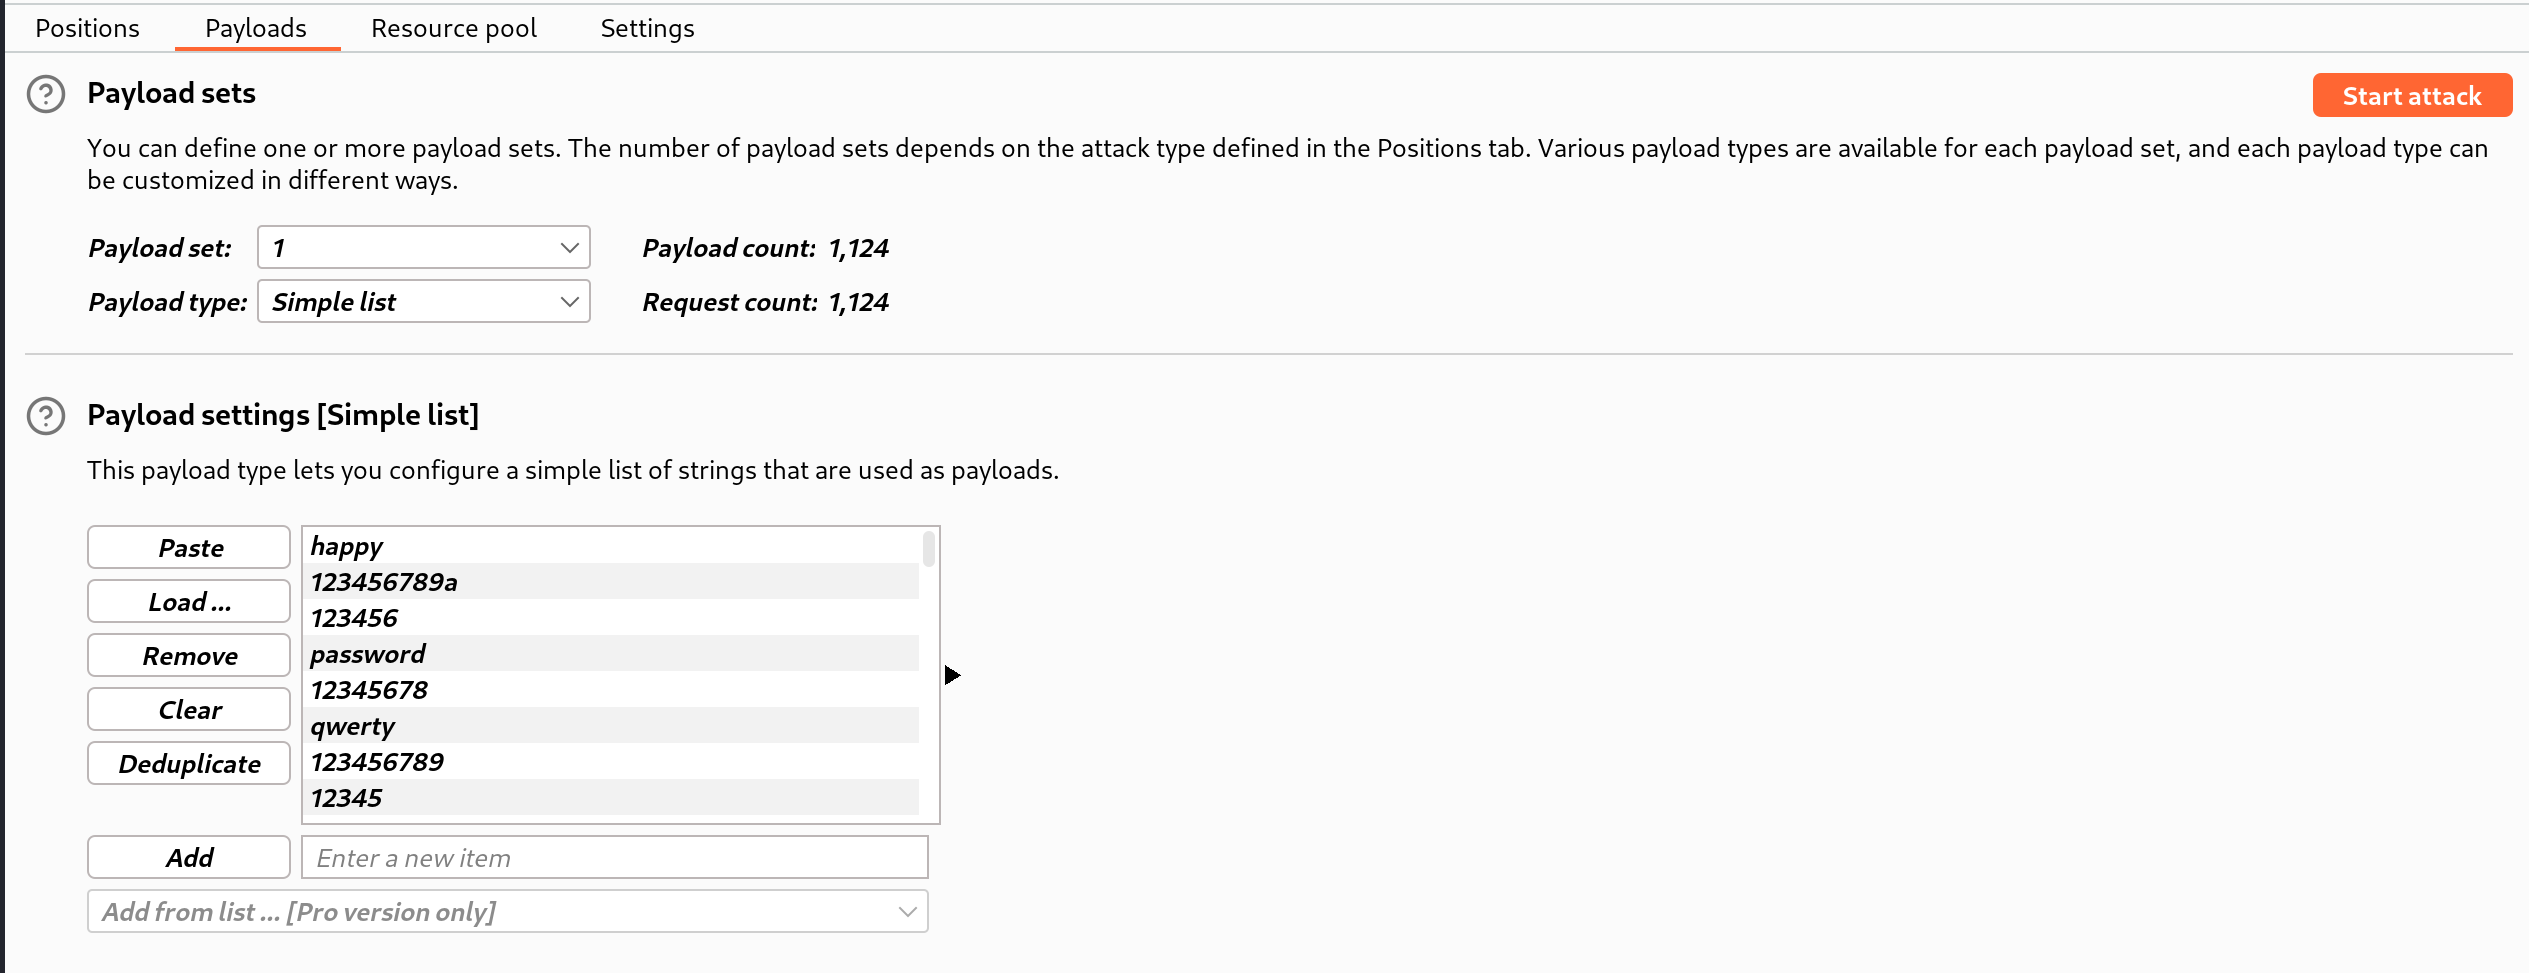 Positions Payloads Resource pool Settings
Payload sets
Start attack
You can define one or more payload sets. The number of payload sets depends on the attack type defined in the Positions tab. Various payload types are available for each payload set, and each payload type can
be customized in different ways.
Payload set: 1 Payload count: 1,124
Payload type: Simple list Request count: 1,124
Payload settings [Simple list]
This payload type lets you configure a simple list of strings that are used as payloads.
Paste
Load ...
Remove
Clear
Deduplicate
happy
123456789a
123456
password
12345678
qwerty
123456789
12345
Add Enter a new item
Add from list ... [Pro version only]